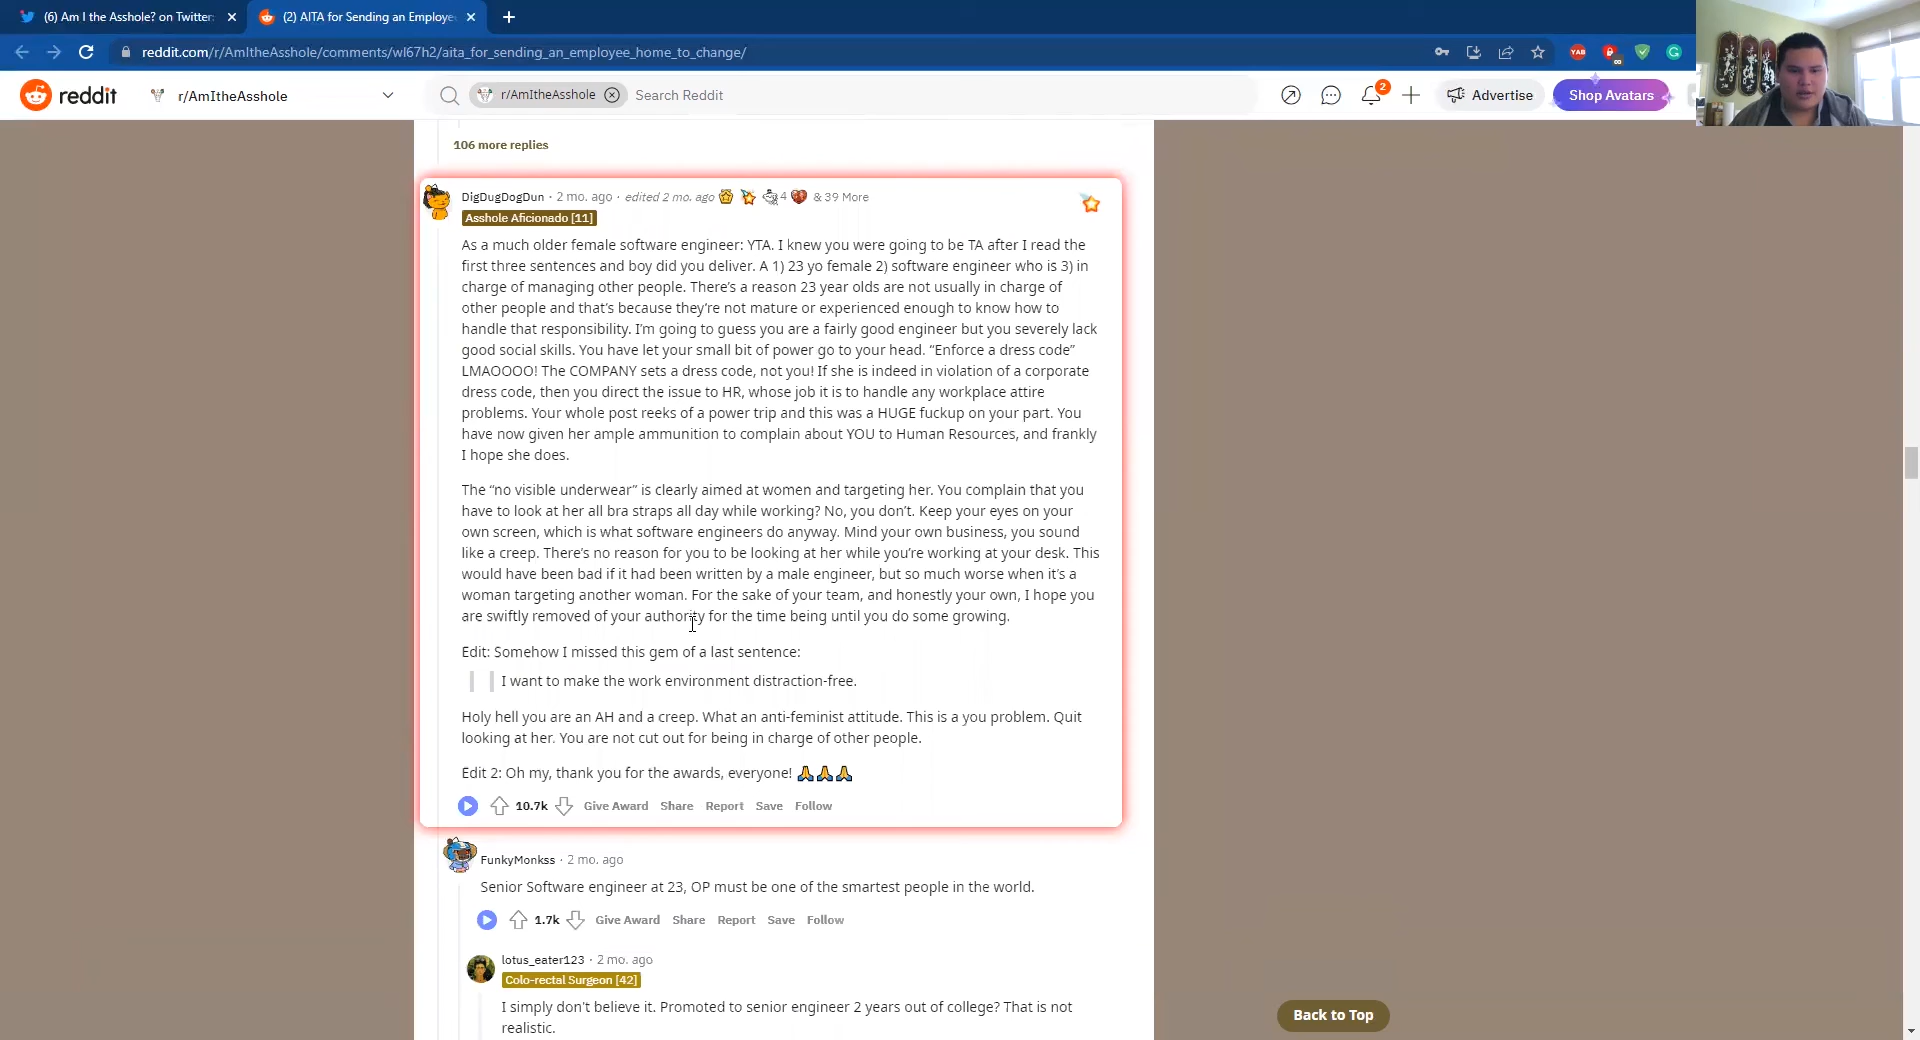 (6) Am I the Asshole? on Twitter:
(2) AITA for Sending an Employe
reddit.com/r/AmItheAsshole/comments/wl67h2/aita_for_sending_an_employee_home_to_change/
YAB
reddit
r/AmItheAsshole
r/AmItheAsshole
Search Reddit
2
Advertise
Shop Avatars
106 more replies
DigDugDogDun · 2 mo. ago · edited 2 mo. ago 4 & 39 More
Asshole Aficionado [11]
As a much older female software engineer: YTA. I knew you were going to be TA after I read the
first three sentences and boy did you deliver. A 1) 23 yo female 2) software engineer who is 3) in
charge of managing other people. There’s a reason 23 year olds are not usually in charge of
other people and that’s because they’re not mature or experienced enough to know how to
handle that responsibility. I’m going to guess you are a fairly good engineer but you severely lack
good social skills. You have let your small bit of power go to your head. “Enforce a dress code”
LMAOOOO! The COMPANY sets a dress code, not you! If she is indeed in violation of a corporate
dress code, then you direct the issue to HR, whose job it is to handle any workplace attire
problems. Your whole post reeks of a power trip and this was a HUGE fuckup on your part. You
have now given her ample ammunition to complain about YOU to Human Resources, and frankly
I hope she does.
The “no visible underwear” is clearly aimed at women and targeting her. You complain that you
have to look at her all bra straps all day while working? No, you don’t. Keep your eyes on your
own screen, which is what software engineers do anyway. Mind your own business, you sound
like a creep. There’s no reason for you to be looking at her while you’re working at your desk. This
would have been bad if it had been written by a male engineer, but so much worse when it’s a
woman targeting another woman. For the sake of your team, and honestly your own, I hope you
are swiftly removed of your authority for the time being until you do some growing.
Edit: Somehow I missed this gem of a last sentence:
I want to make the work environment distraction-free.
Holy hell you are an AH and a creep. What an anti-feminist attitude. This is a you problem. Quit
looking at her. You are not cut out for being in charge of other people.
Edit 2: Oh my, thank you for the awards, everyone! 🙏🙏🙏
10.7k Give Award Share Report Save Follow
FunkyMonkss · 2 mo. ago
Senior Software engineer at 23, OP must be one of the smartest people in the world.
1.7k Give Award Share Report Save Follow
lotus_eater123 · 2 mo. ago
Colo-rectal Surgeon [42]
I simply don't believe it. Promoted to senior engineer 2 years out of college? That is not
realistic.
Back to Top